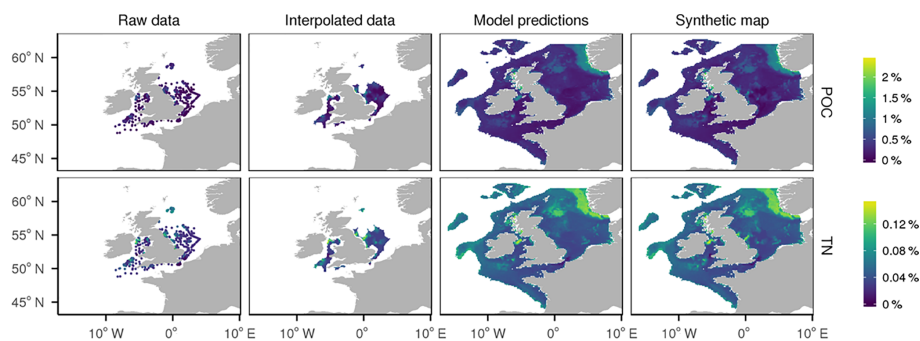 Raw data Interpolated data Model predictions Synthetic map
60° N
55° N
50° N
45° N
POC
2 %
1.5 %
1 %
0.5 %
0 %
60° N
55° N
50° N
45° N
TN
0.12 %
0.08 %
0.04 %
0 %
10° W 0° 10° E 10° W 0° 10° E 10° W 0° 10° E 10° W 0° 10° E